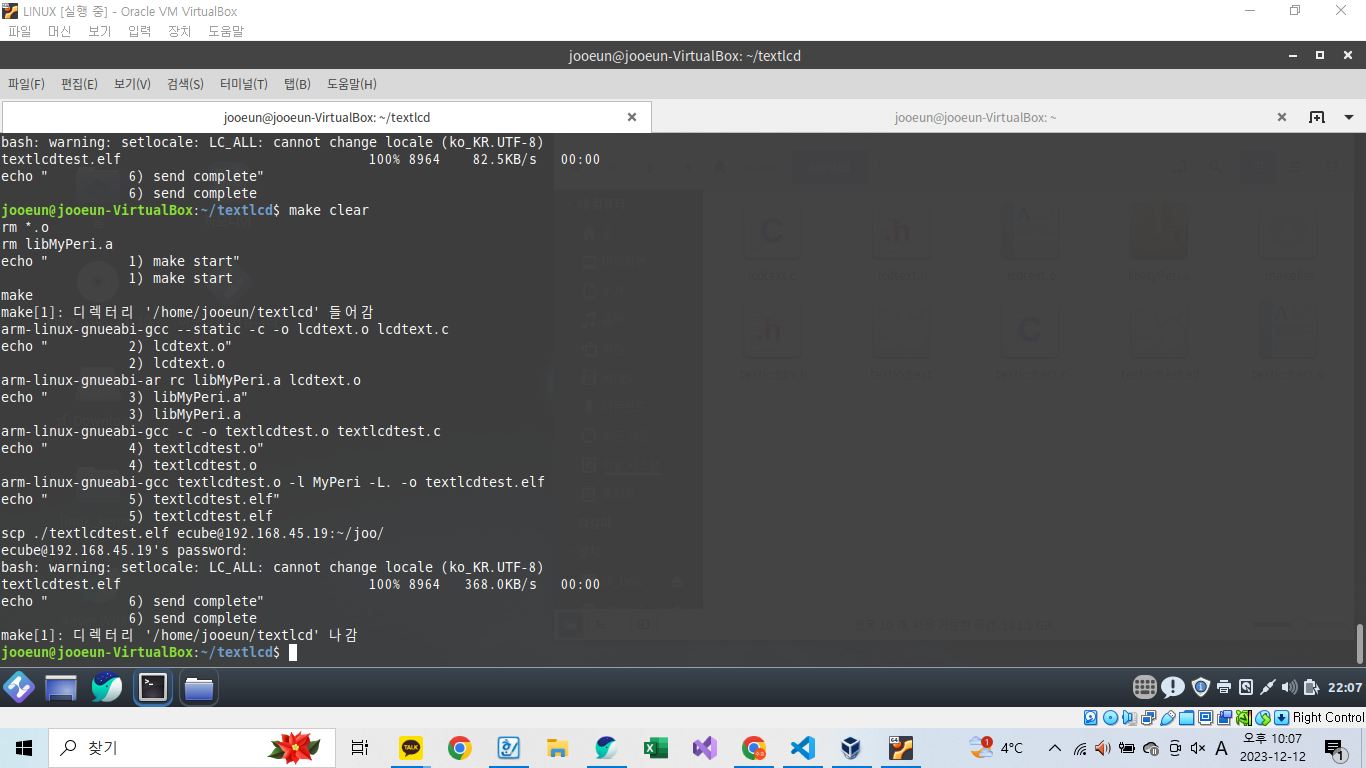 LINUX [실행 중] - Oracle VM VirtualBox
파일 머신 보기 입력 장치 도움말
jooeun@jooeun-VirtualBox: ~/textlcd
파일(F) 편집(E) 보기(V) 검색(S) 터미널(T) 탭(B) 도움말(H)
jooeun@jooeun-VirtualBox: ~/textlcd
jooeun@jooeun-VirtualBox: ~
bash: warning: setlocale: LC_ALL: cannot change locale (ko_KR.UTF-8)
textlcdtest.elf 100% 8964 82.5KB/s 00:00
echo " 6) send complete"
6) send complete
jooeun@jooeun-VirtualBox:~/textlcd$ make clear
rm *.o
rm libMyPeri.a
echo " 1) make start"
1) make start
make
make[1]: 디렉터리 '/home/jooeun/textlcd' 들어감
arm-linux-gnueabi-gcc --static -c -o lcdtext.o lcdtext.c
echo " 2) lcdtext.o"
2) lcdtext.o
arm-linux-gnueabi-ar rc libMyPeri.a lcdtext.o
echo " 3) libMyPeri.a"
3) libMyPeri.a
arm-linux-gnueabi-gcc -c -o textlcdtest.o textlcdtest.c
echo " 4) textlcdtest.o"
4) textlcdtest.o
arm-linux-gnueabi-gcc textlcdtest.o -l MyPeri -L. -o textlcdtest.elf
echo " 5) textlcdtest.elf"
5) textlcdtest.elf
scp ./textlcdtest.elf ecube@192.168.45.19:~/joo/
ecube@192.168.45.19's password:
bash: warning: setlocale: LC_ALL: cannot change locale (ko_KR.UTF-8)
textlcdtest.elf 100% 8964 368.0KB/s 00:00
echo " 6) send complete"
6) send complete
make[1]: 디렉터리 '/home/jooeun/textlcd' 나감
jooeun@jooeun-VirtualBox:~/textlcd$
22:07
Right Control
찾기
TALK
1
4°C
A
오후 10:07
2023-12-12
1